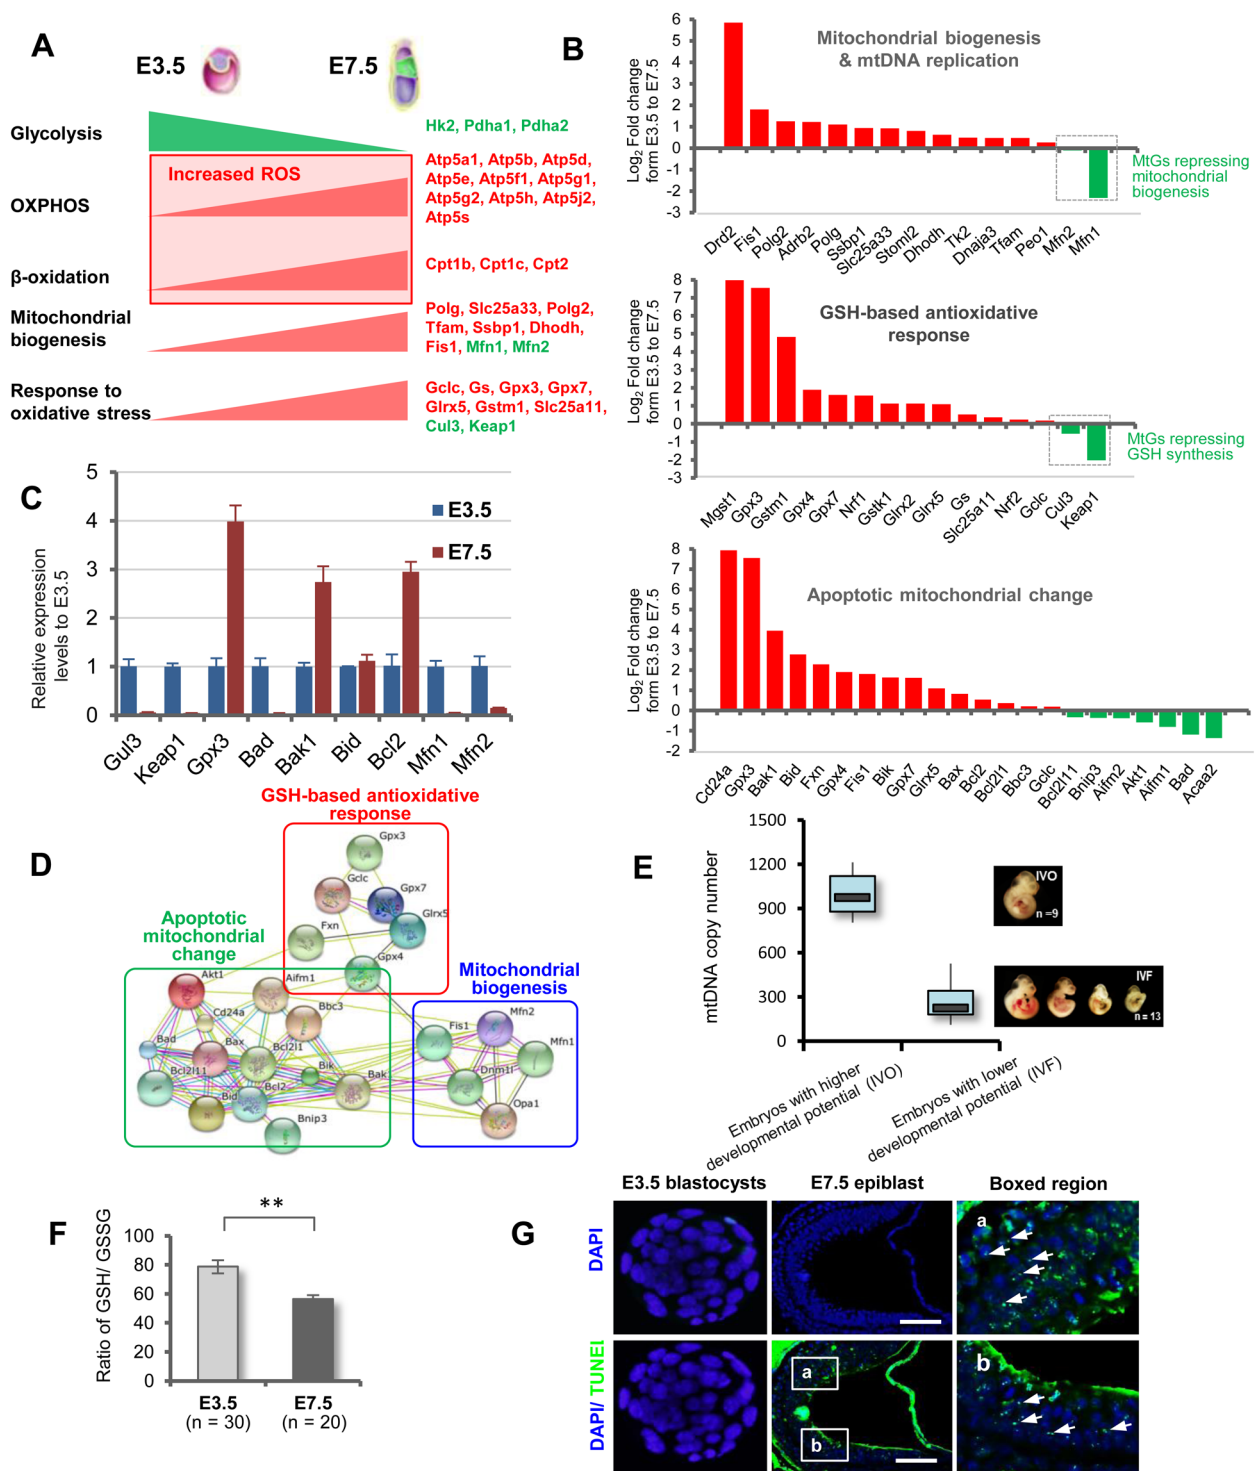 A
E3.5
E7.5
Glycolysis
Hk2, Pdha1, Pdha2
Increased ROS
OXPHOS
Atp5a1, Atp5b, Atp5d,
Atp5e, Atp5f1, Atp5g1,
Atp5g2, Atp5h, Atp5j2,
Atp5s
β-oxidation
Cpt1b, Cpt1c, Cpt2
Mitochondrial
biogenesis
Polg, Slc25a33, Polg2,
Tfam, Ssbp1, Dhodh,
Fis1, Mfn1, Mfn2
Response to
oxidative stress
Gclc, Gs, Gpx3, Gpx7,
Glrx5, Gstm1, Slc25a11,
Cul3, Keap1
B
Mitochondrial biogenesis
& mtDNA replication
Log2 Fold change
form E3.5 to E7.5
6
5
4
3
2
1
0
-1
-2
-3
MtGs repressing
mitochondrial
biogenesis
Drd2
Fis1
Polg2
Adrb2
Polg
Ssbp1
Slc25a33
Stoml2
Dhodh
Tk2
Dnaja3
Tfam
Peo1
Mfn2
Mfn1
GSH-based antioxidative
response
Log2 Fold change
form E3.5 to E7.5
8
7
6
5
4
3
2
1
0
-1
-2
-3
MtGs repressing
GSH synthesis
Mgst1
Gpx3
Gstm1
Gpx4
Gpx7
Nrf1
Gstk1
Glrx2
Glrx5
Gs
Slc25a11
Nrf2
Gclc
Cul3
Keap1
Apoptotic mitochondrial change
Log2 Fold change
form E3.5 to E7.5
8
7
6
5
4
3
2
1
0
-1
-2
Cd24a
Gpx3
Bak1
Bid
Fxn
Gpx4
Fis1
Bik
Gpx7
Glrx5
Bax
Bcl2
Bcl2l1
Bbc3
Gclc
Bcl2l11
Bnip3
Aifm2
Akt1
Aifm1
Bad
Acaa2
C
Relative expression
levels to E3.5
5
4
3
2
1
0
E3.5
E7.5
Gul3
Keap1
Gpx3
Bad
Bak1
Bid
Bcl2
Mfn1
Mfn2
D
GSH-based antioxidative
response
Gpx3
Gclc
Gpx7
Glrx5
Fxn
Gpx4
Apoptotic
mitochondrial
change
Akt1
Aifm1
Cd24a
Bbc3
Bad
Bax
Bcl2l1
Bcl2l11
Bik
Bcl2
Bak
Bid
Bnip3
Mitochondrial
biogenesis
Mfn2
Fis1
Mfn1
Dnm1l
Opa1
E
mtDNA copy number
1500
1200
900
600
300
0
IVO
n =9
IVF
n = 13
Embryos with higher
developmental potential (IVO)
Embryos with lower
developmental potential (IVF)
F
Ratio of GSH/ GSSG
100
80
60
40
20
0
**
E3.5
(n = 30)
E7.5
(n = 20)
G
E3.5 blastocysts
E7.5 epiblast
Boxed region
DAPI
a
DAPI/ TUNEL
a
b
b